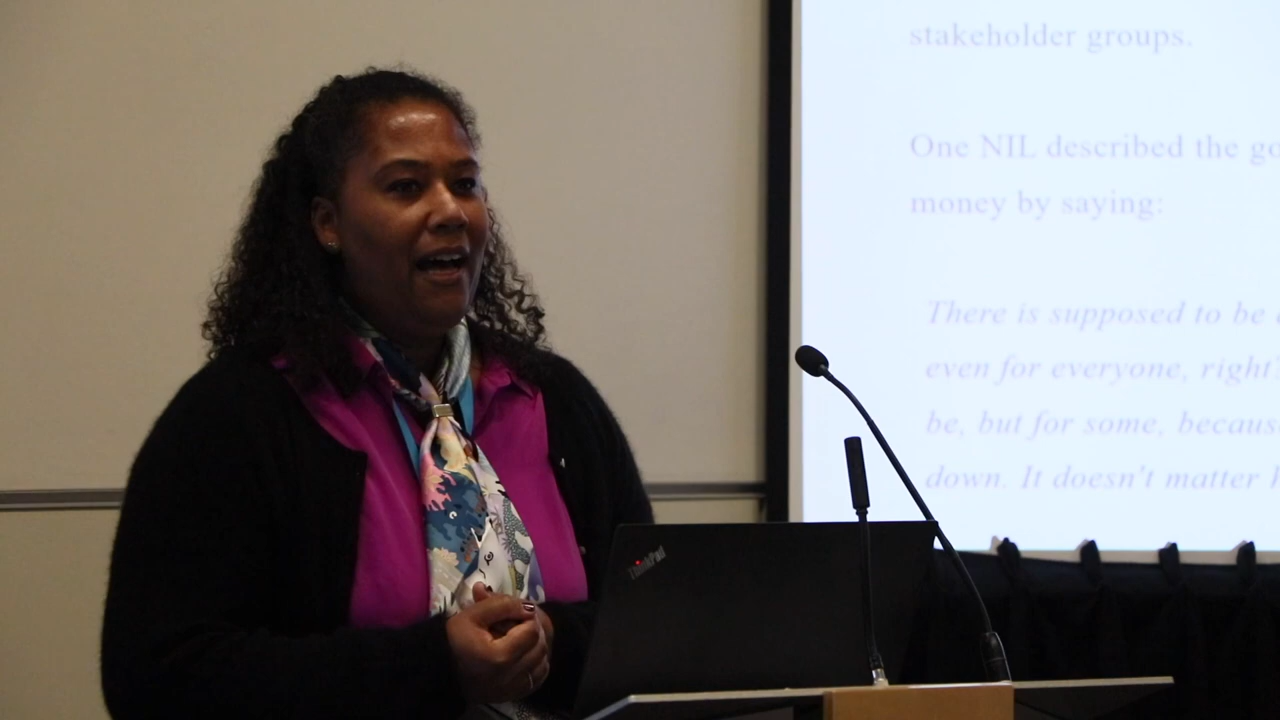 stakeholder groups.
One NIL described the go
money by saying:
There is supposed to be
even for everyone, right?
be, but for some, becaus
down. It doesn't matter
ThinkPad